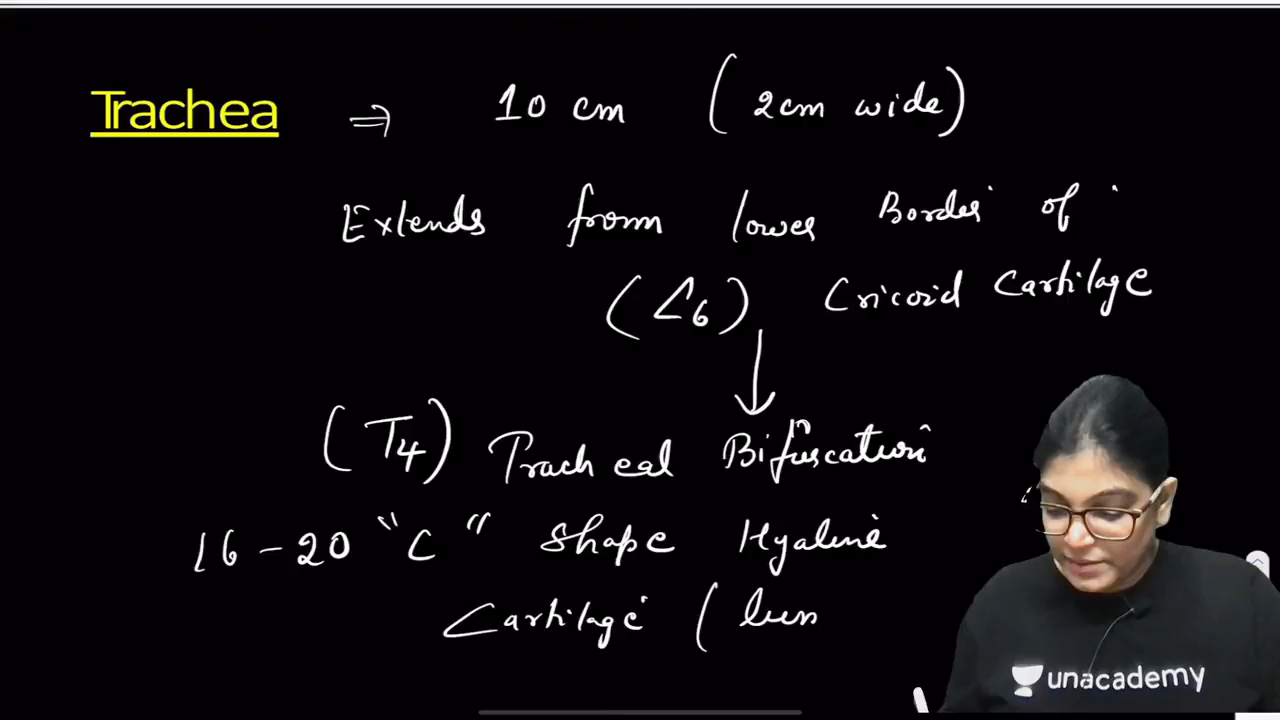 Trachea ⇒ 10 cm (2cm wide)
Extends from lower Border of
(C6) Cricoid Cartilage
↓
(T4) Tracheal Bifurcation
16-20 "C" shape Hyaline
Cartilage (
unacademy